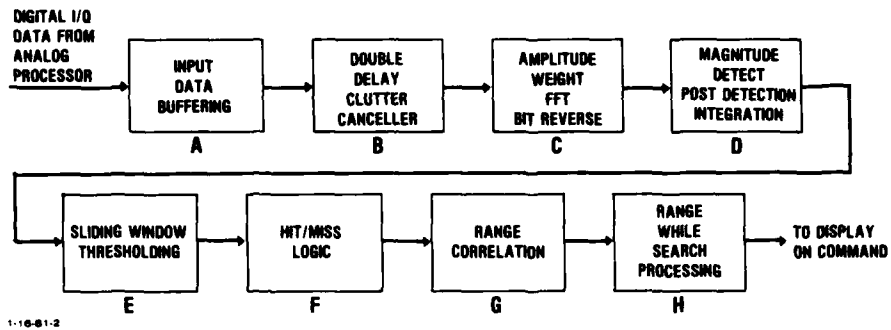 DIGITAL I/Q
DATA FROM
ANALOG
PROCESSOR
INPUT
DATA
BUFFERING
A
DOUBLE
DELAY
CLUTTER
CANCELLER
B
AMPLITUDE
WEIGHT
FFT
BIT REVERSE
C
MAGNITUDE
DETECT
POST DETECTION
INTEGRATION
D
SLIDING WINDOW
THRESHOLDING
E
HIT/MISS
LOGIC
F
RANGE
CORRELATION
G
RANGE
WHILE
SEARCH
PROCESSING
H
TO DISPLAY
ON COMMAND
1-16-81-2